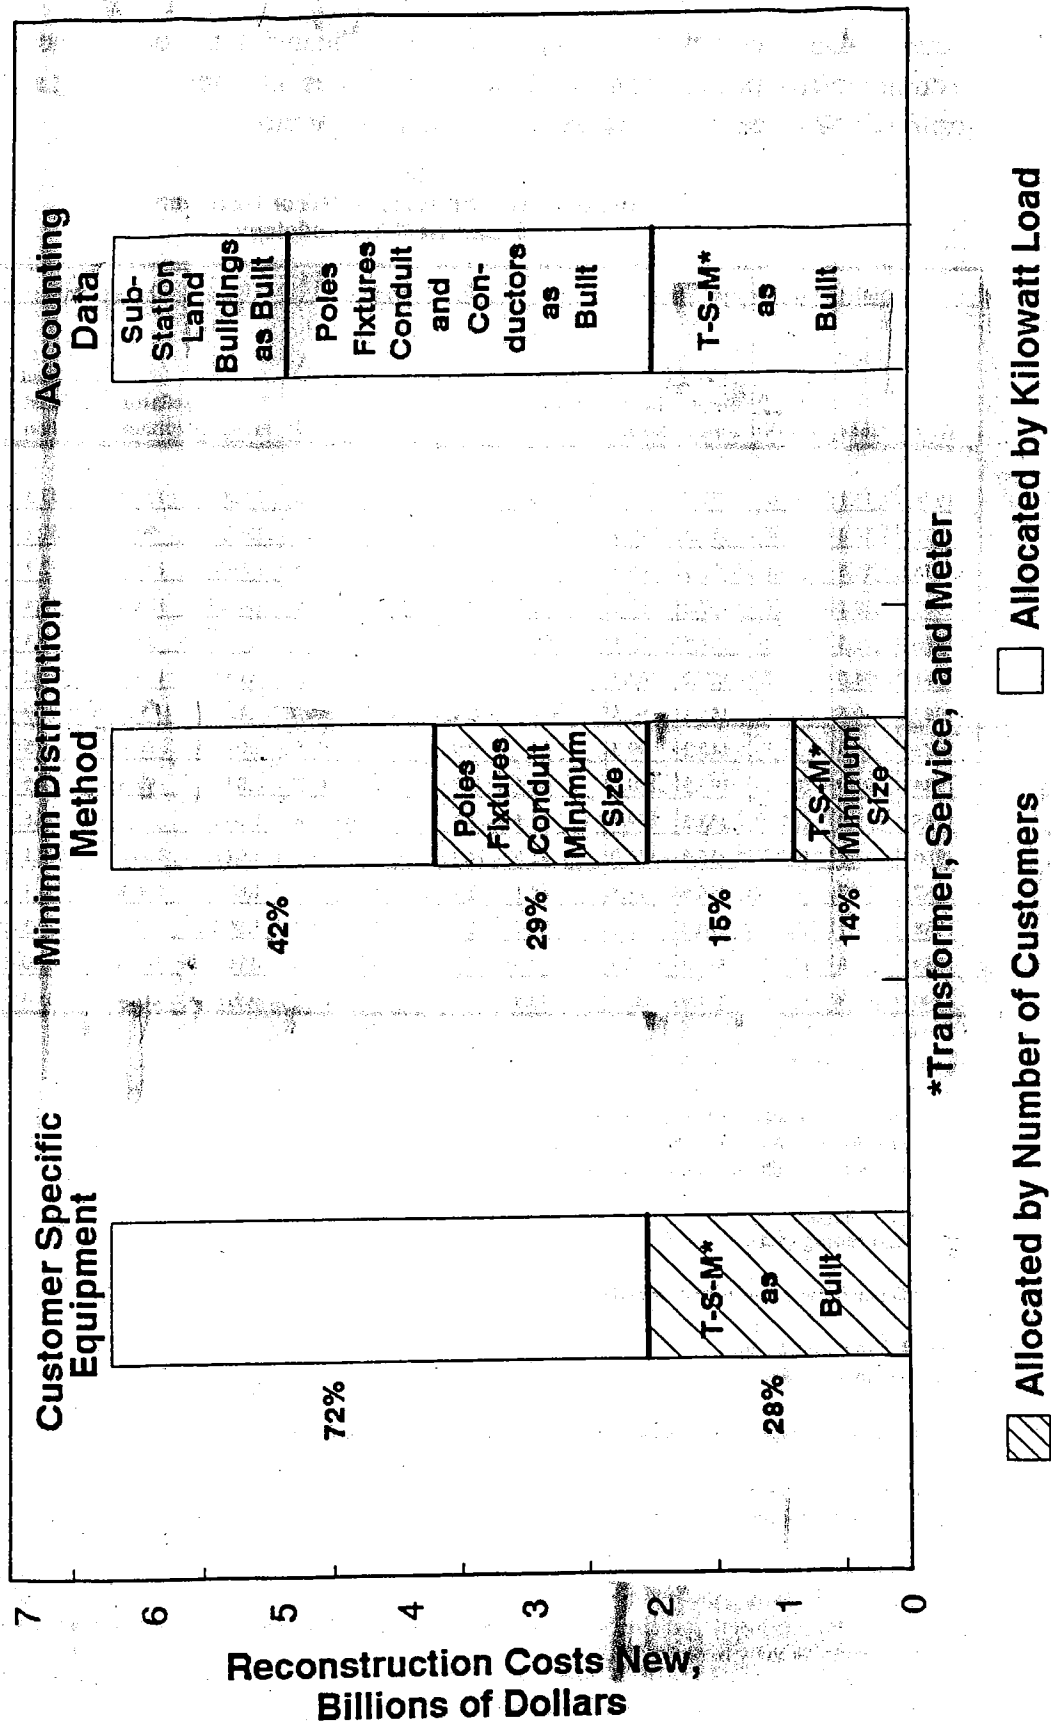 Customer Specific
Equipment
Minimum Distribution
Method
Accounting
Data
7
6
5
4
3
2
1
0
Reconstruction Costs New,
Billions of Dollars
72%
28%
T-S-M*
as
Built
42%
29%
15%
14%
Poles
Fixtures
Conduit
Minimum
Size
T-S-M*
Minimum
Size
Sub-
Station
Land
Buildings
as Built
Poles
Fixtures
Conduit
and
Con-
ductors
as
Built
T-S-M*
as
Built
*Transformer, Service, and Meter
Allocated by Number of Customers
Allocated by Kilowatt Load